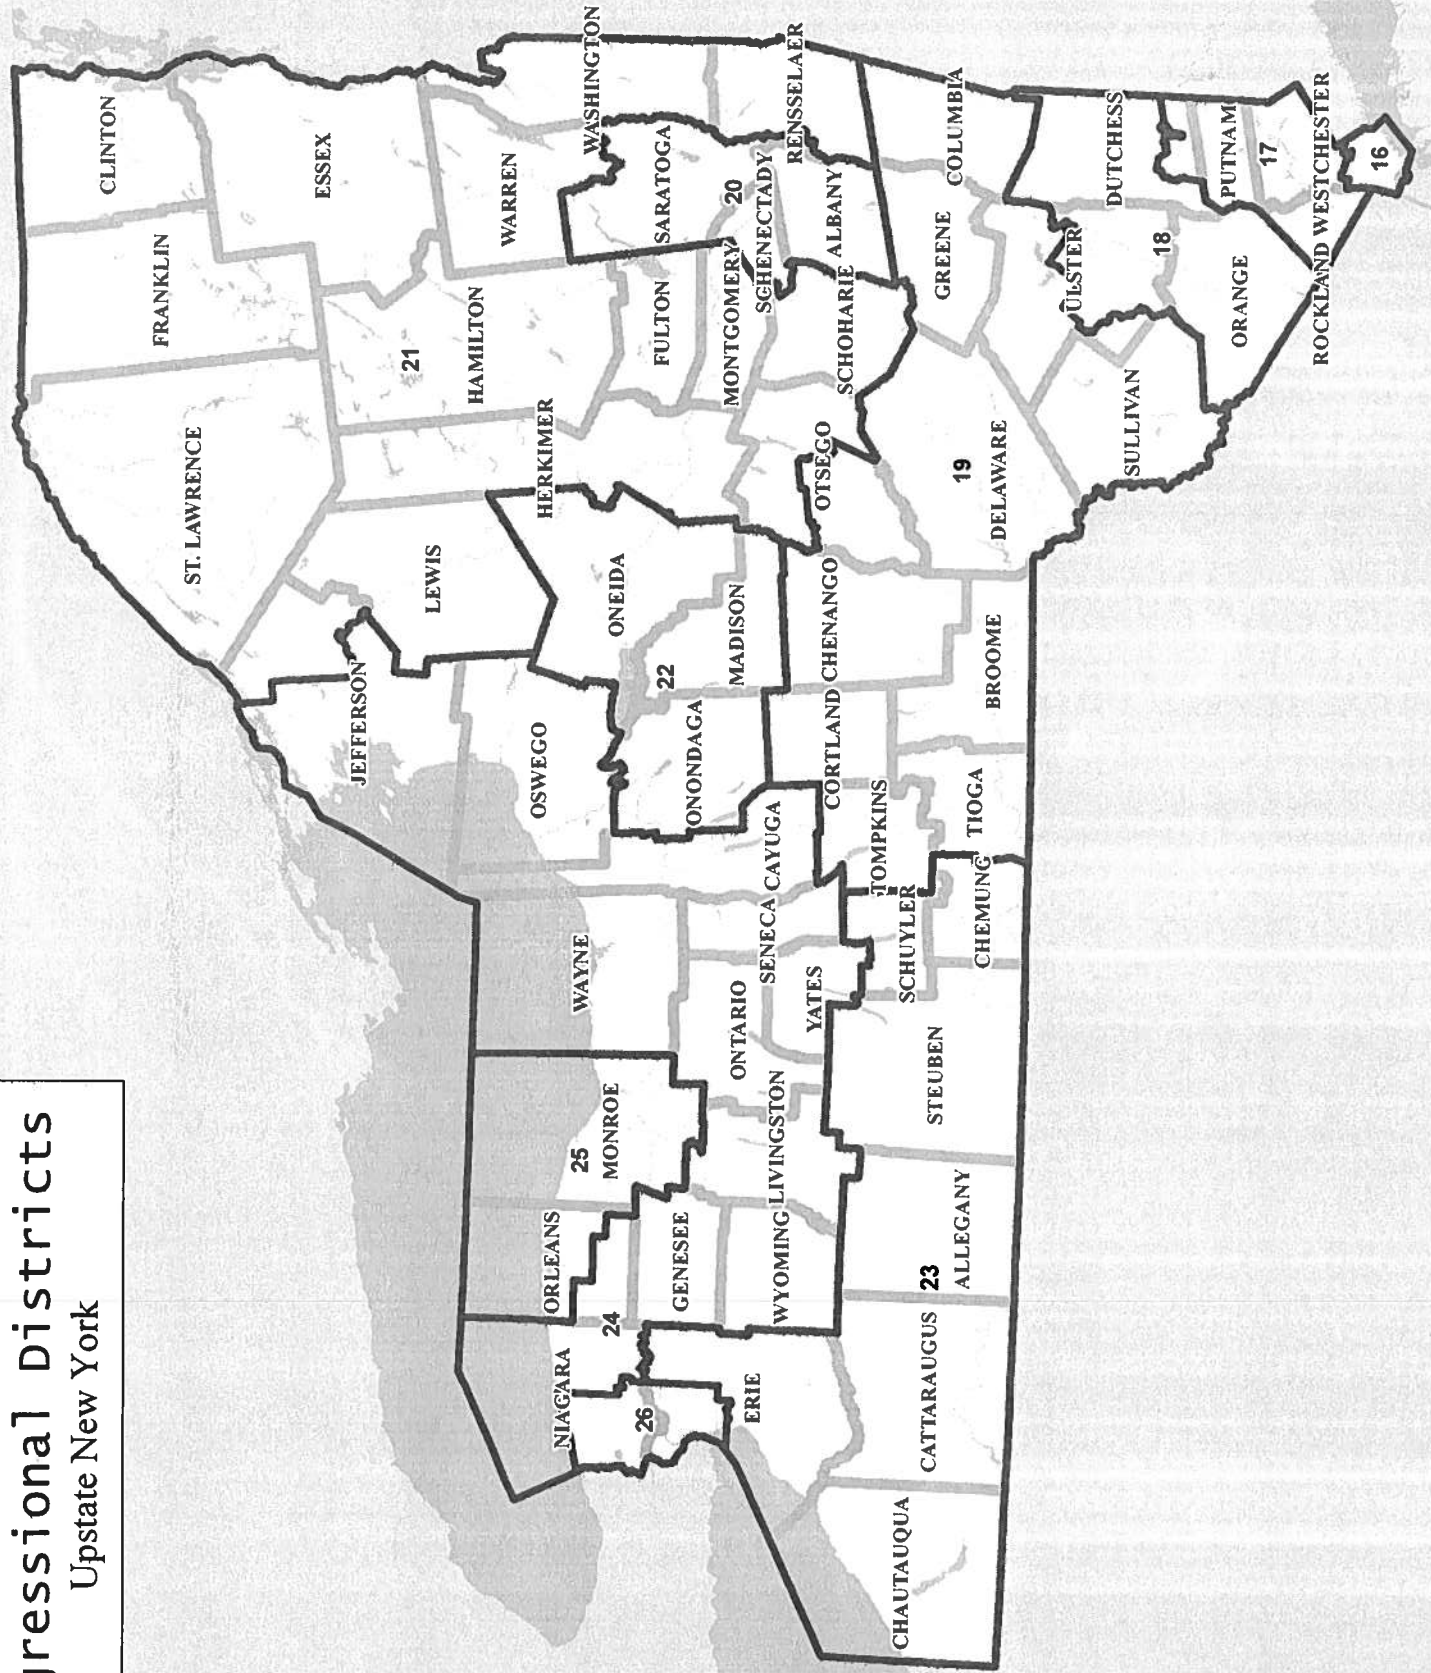 gressional Districts
Upstate New York
CLINTON
FRANKLIN
ST. LAWRENCE
ESSEX
21
HAMILTON
WARREN
WASHINGTON
HERKIMER
LEWIS
JEFFERSON
OSWEGO
ONEIDA
22
MADISON
ONONDAGA
FULTON
MONTGOMERY
SARATOGA
20
SCHENECTADY
RENSSELAER
ALBANY
SCHOHARIE
OTSEGO
GREENE
COLUMBIA
19
DELAWARE
CHENANGO
CORTLAND
BROOME
TIOGA
TOMPKINS
CAYUGA
SENECA
WAYNE
ONTARIO
YATES
SCHUYLER
CHEMUNG
STEUBEN
LIVINGSTON
25
MONROE
ORLEANS
GENESEE
WYOMING
24
NIAGARA
26
ERIE
23
ALLEGANY
CATTARAUGUS
CHAUTAUQUA
ULSTER
DUTCHESS
18
SULLIVAN
ORANGE
PUTNAM
17
ROCKLAND
WESTCHESTER
16